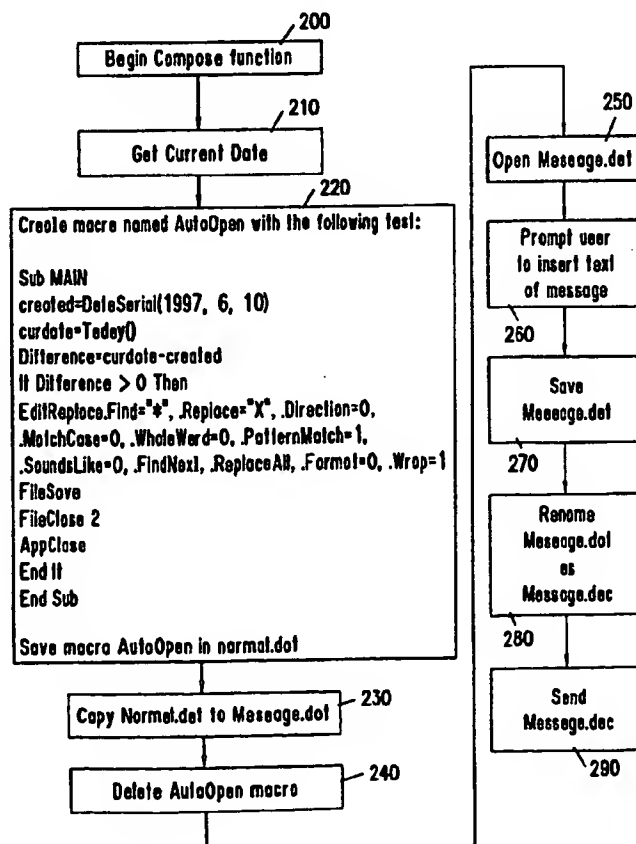 200
Begin Compose function
210
Get Current Date
220
Create macro named AutoOpen with the following text:
Sub MAIN
created=DateSerial(1997, 6, 10)
curdate=Today()
Difference=curdate-created
If Difference > 0 Then
EditReplace.Find="*", .Replace="X", .Direction=0,
.MatchCase=0, .WholeWord=0, .PatternMatch=1,
.SoundsLike=0, .FindNext, .ReplaceAll, .Format=0, .Wrap=1
FileSave
FileClose 2
AppClose
End If
End Sub
Save macro AutoOpen in normal.dot
Copy Normal.dot to Message.dot
230
Delete AutoOpen macro
240
250
Open Message.dot
Prompt user
to insert text
of message
260
Save
Message.dot
270
Rename
Message.dot
as
Message.doc
280
Send
Message.doc
290